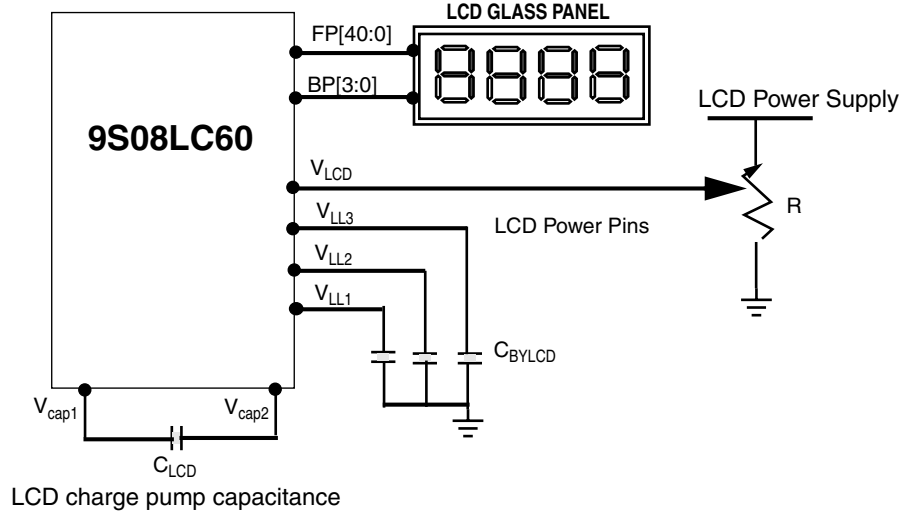 LCD GLASS PANEL
FP[40:0]
BP[3:0]
LCD Power Supply
9S08LC60
VLCD
R
VLL3
LCD Power Pins
VLL2
VLL1
CBYLCD
Vcap1
Vcap2
CLCD
LCD charge pump capacitance